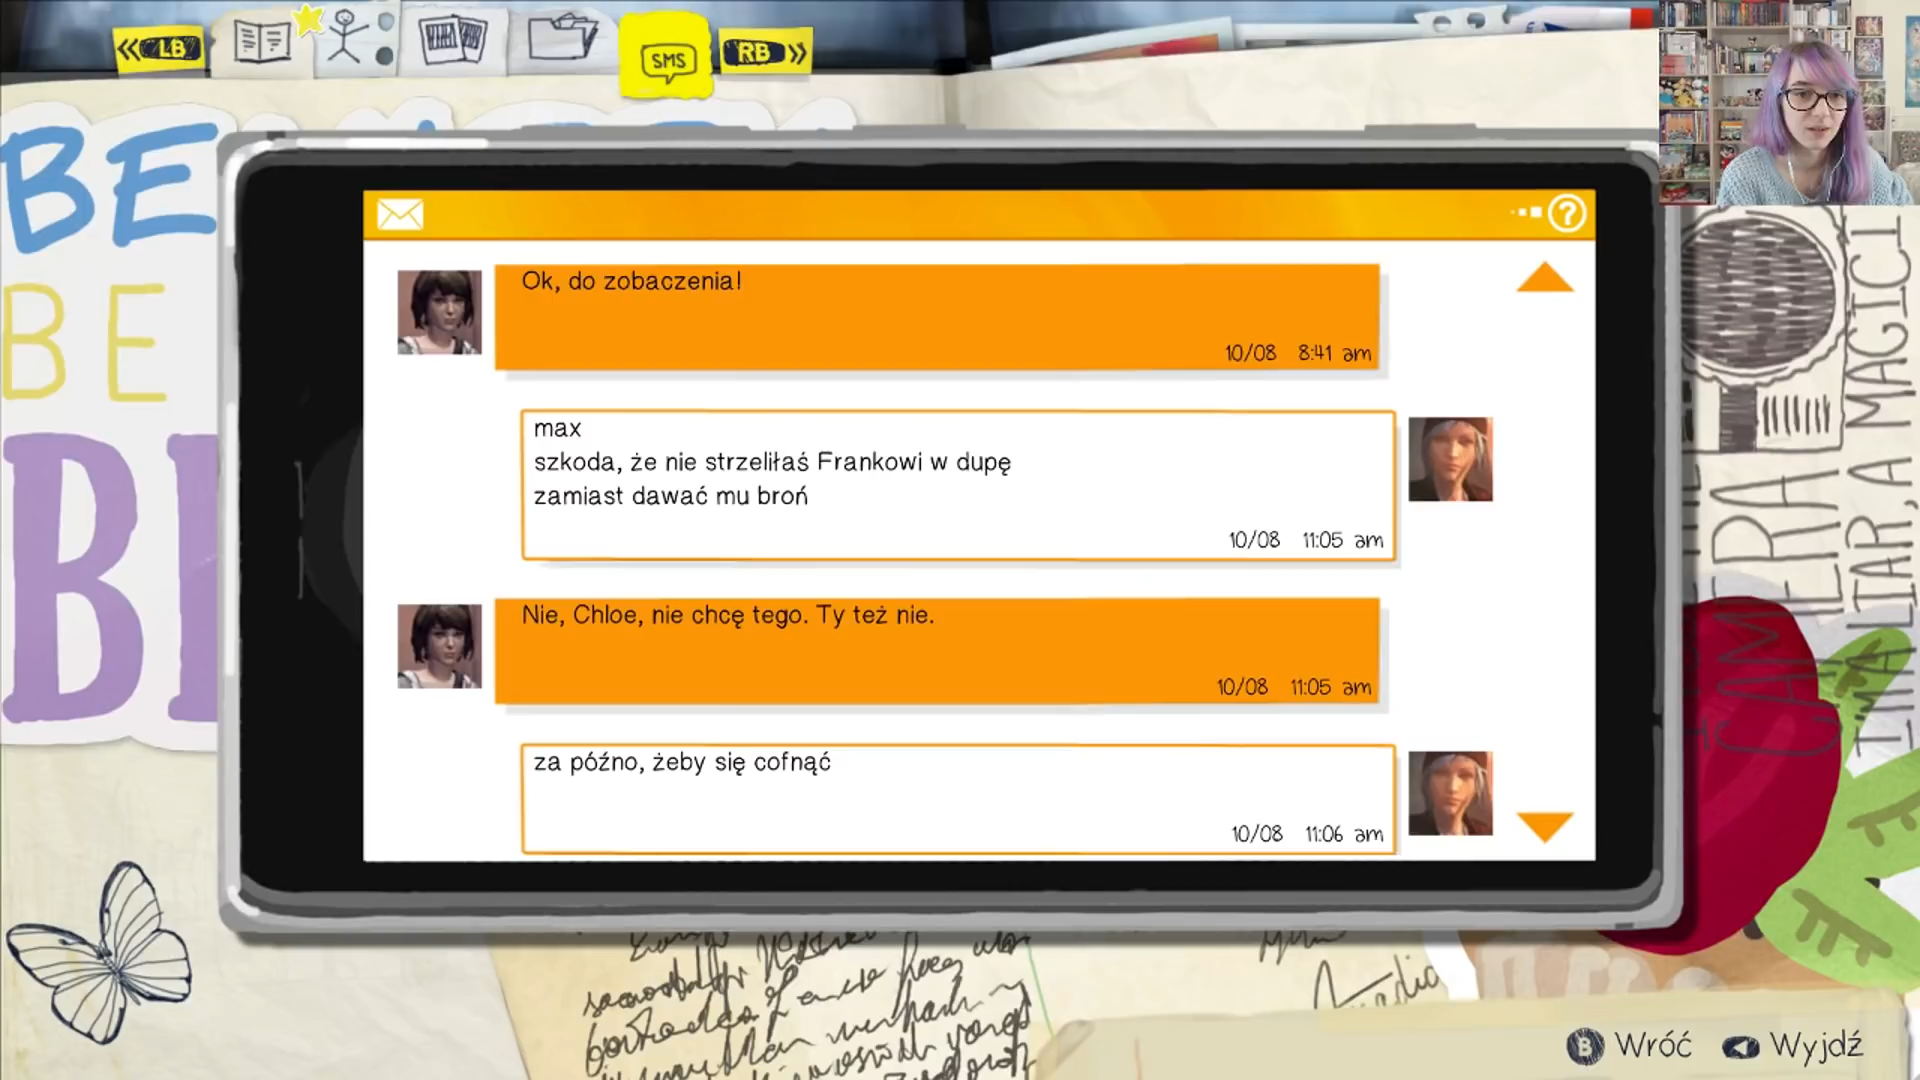 LB
SMS
RB
BE
BE
Ok, do zobaczenia!
10/08 8:41 am
max
szkoda, że nie strzeliłaś Frankowi w dupę
zamiast dawać mu broń
10/08 11:05 am
Nie, Chloe, nie chcę tego. Ty też nie.
10/08 11:05 am
za późno, żeby się cofnąć
10/08 11:06 am
B Wróć
Wyjdź